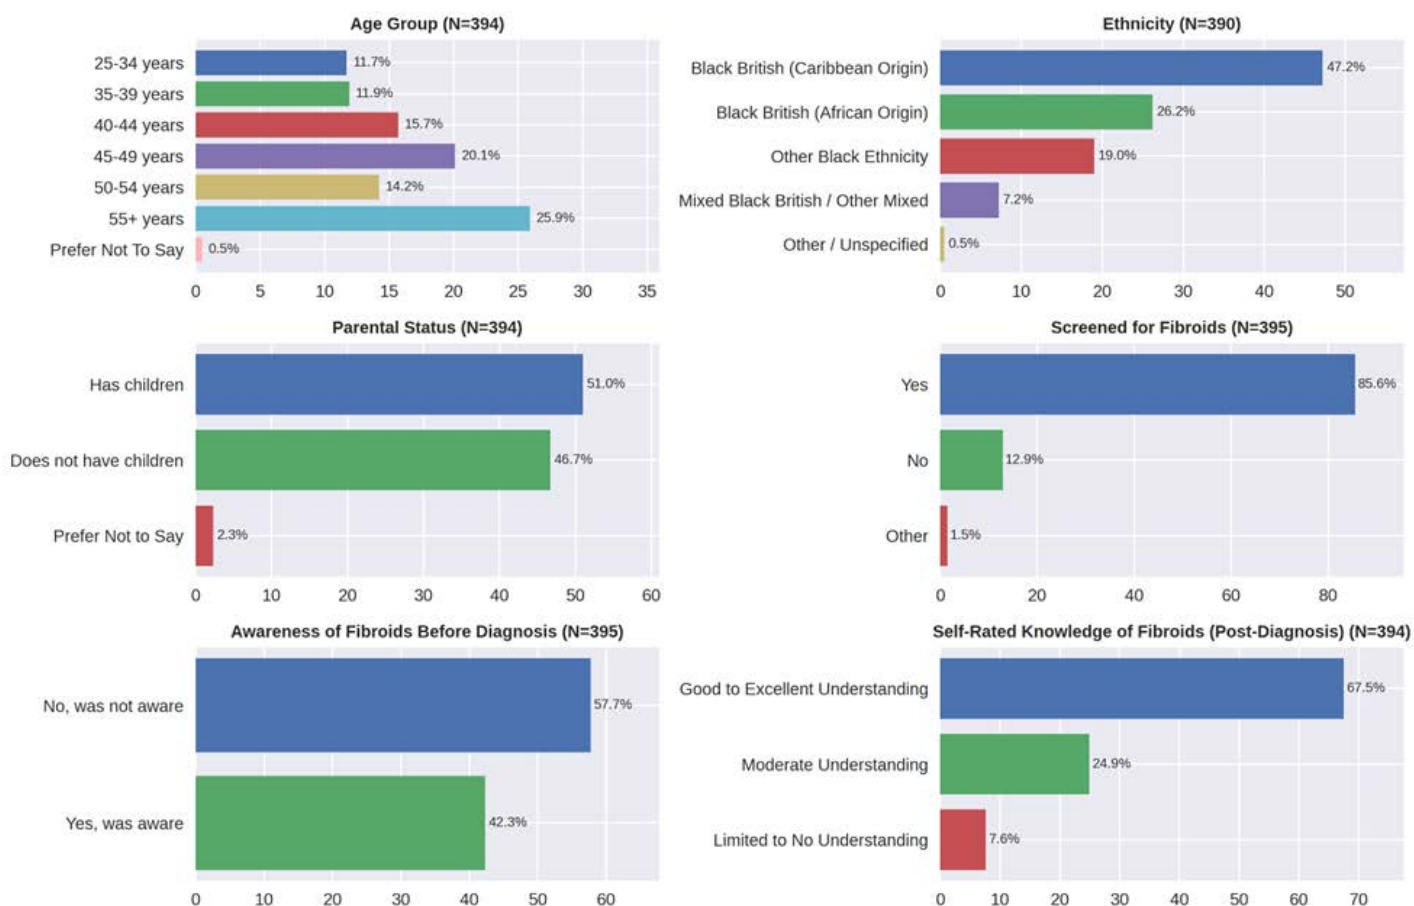 Age Group (N=394)
25-34 years 11.7%
35-39 years 11.9%
40-44 years 15.7%
45-49 years 20.1%
50-54 years 14.2%
55+ years 25.9%
Prefer Not To Say 0.5%
0 5 10 15 20 25 30 35
Ethnicity (N=390)
Black British (Caribbean Origin) 47.2%
Black British (African Origin) 26.2%
Other Black Ethnicity 19.0%
Mixed Black British / Other Mixed 7.2%
Other / Unspecified 0.5%
0 10 20 30 40 50
Parental Status (N=394)
Has children 51.0%
Does not have children 46.7%
Prefer Not to Say 2.3%
0 10 20 30 40 50 60
Screened for Fibroids (N=395)
Yes 85.6%
No 12.9%
Other 1.5%
0 20 40 60 80
Awareness of Fibroids Before Diagnosis (N=395)
No, was not aware 57.7%
Yes, was aware 42.3%
0 10 20 30 40 50 60
Self-Rated Knowledge of Fibroids (Post-Diagnosis) (N=394)
Good to Excellent Understanding 67.5%
Moderate Understanding 24.9%
Limited to No Understanding 7.6%
0 10 20 30 40 50 60 70